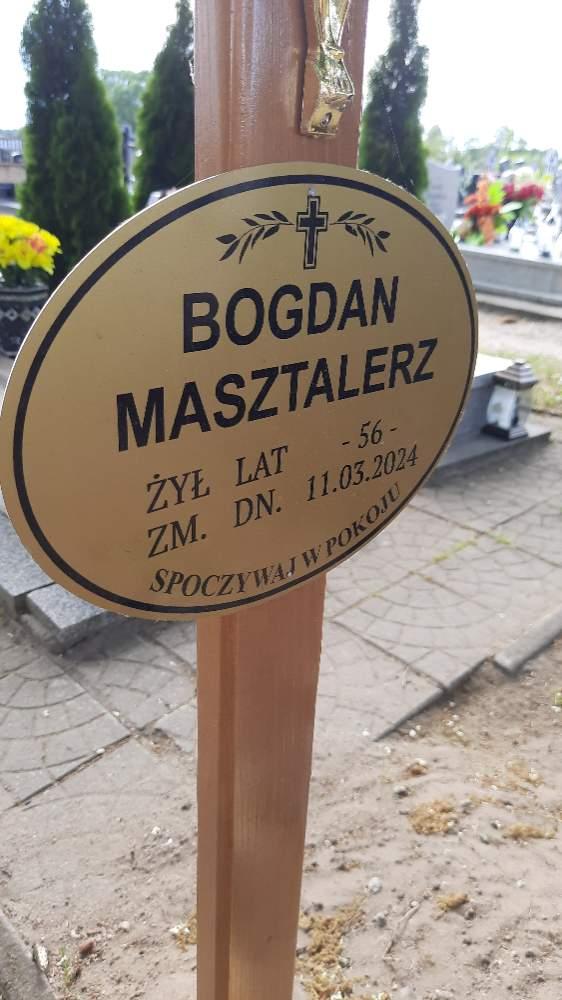 BOGDAN
MASZTALERZ
ŻYŁ LAT - 56 -
ZM. DN. 11.03.2024
SPOCZYWAJ W POKOJU